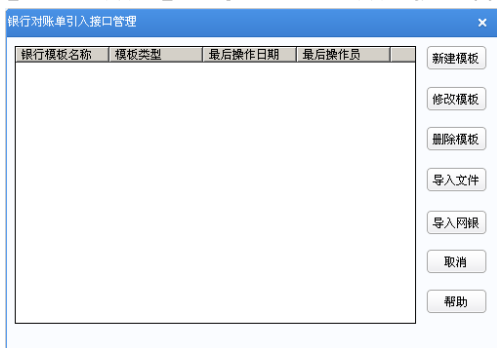 银行对账单引入接口管理
银行模板名称 模板类型 最后操作日期 最后操作员
新建模板
修改模板
删除模板
导入文件
导入网银
取消
帮助